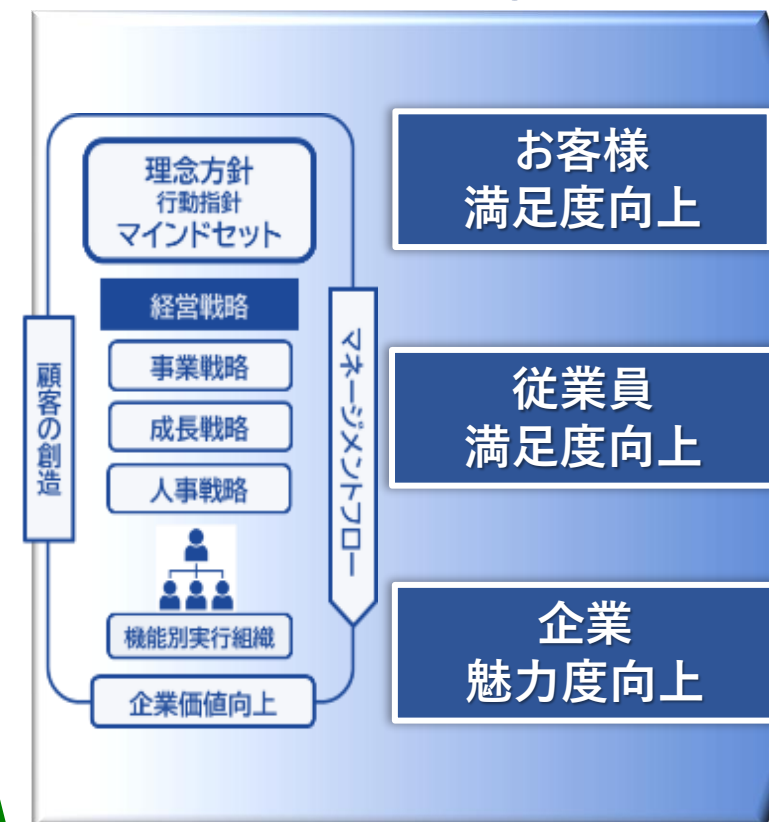 理念方針
行動指針
マインドセット
経営戦略
事業戦略
成長戦略
人事戦略
機能別実行組織
企業価値向上
顧客の創造
マネージメントフロー
お客様
満足度向上
従業員
満足度向上
企業
魅力度向上